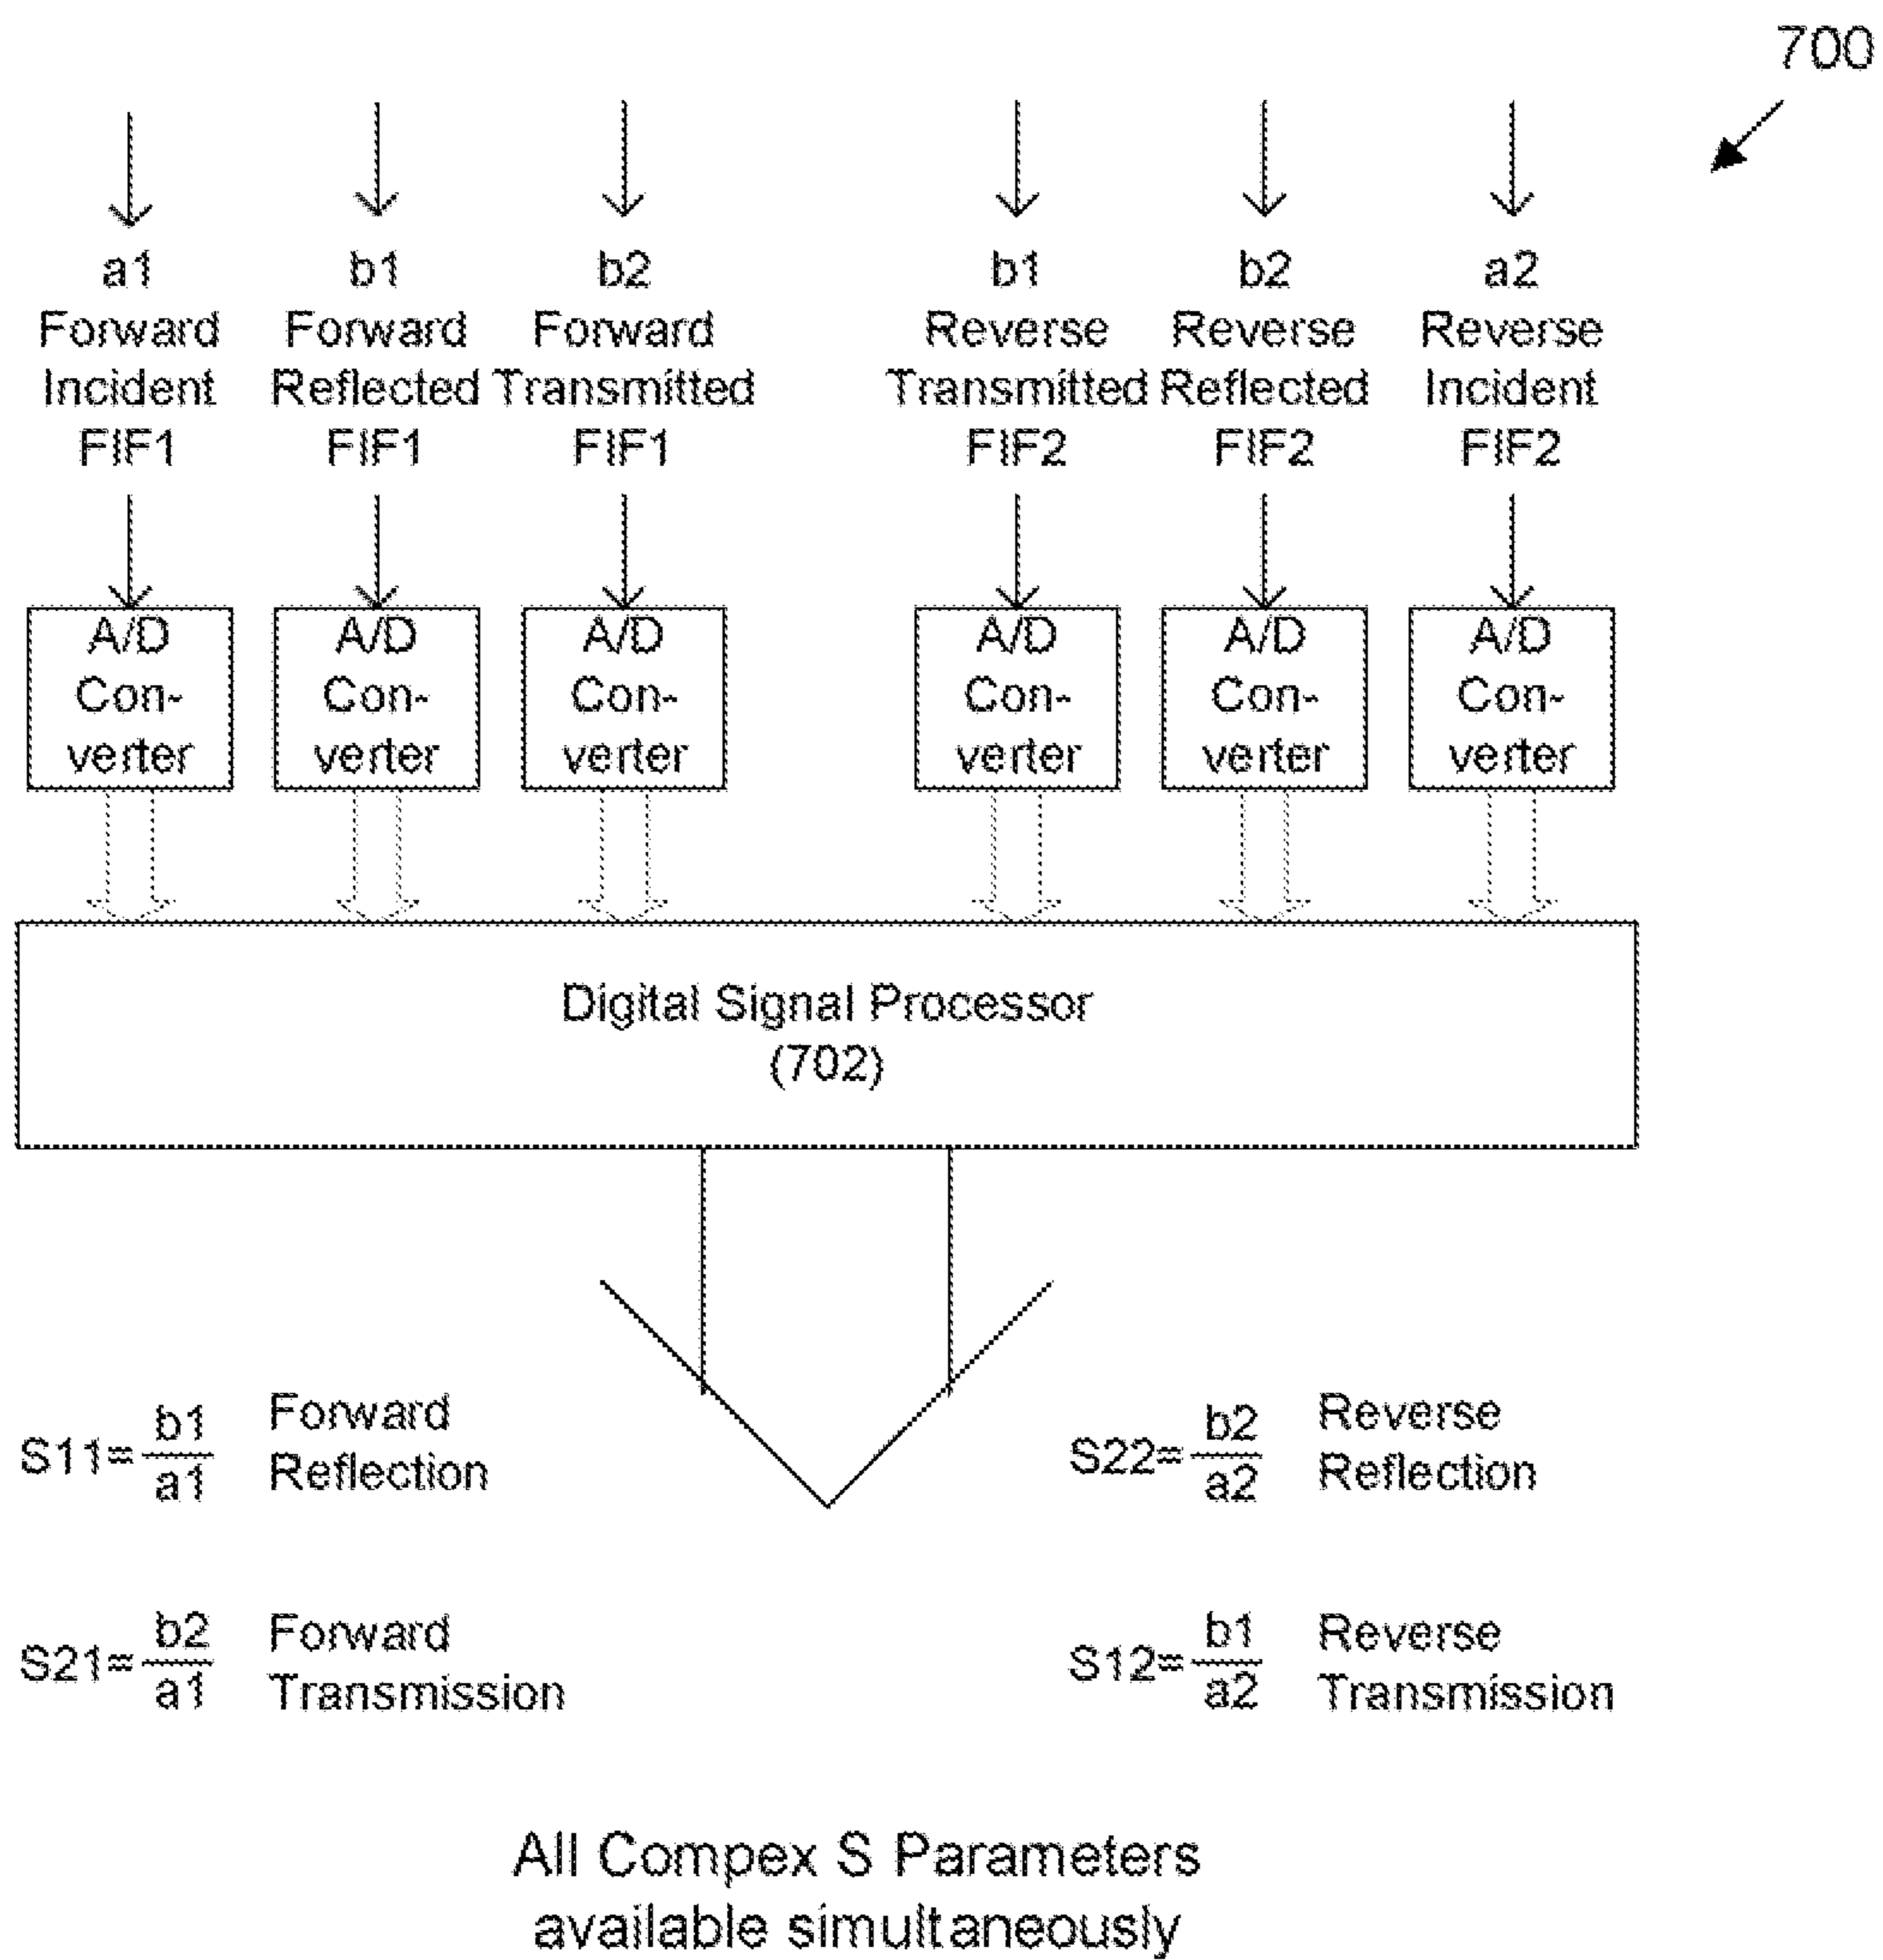 700
a1 b1 b2 b1 b2 a2
Forward Forward Forward Reverse Reverse Reverse
Incident Reflected Transmitted Transmitted Reflected Incident
FIF1 FIF1 FIF1 FIF2 FIF2 FIF2
A/D A/D A/D A/D A/D A/D
Con- Con- Con- Con- Con- Con-
verter verter verter verter verter verter
Digital Signal Processor
(702)
S11=b1/a1 Forward Reflection
S22=b2/a2 Reverse Reflection
S21=b2/a1 Forward Transmission
S12=b1/a2 Reverse Transmission
All Compex S Parameters
available simultaneously